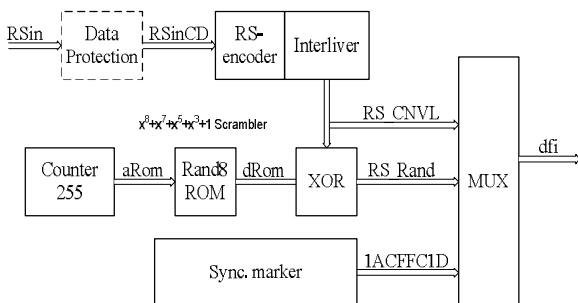 RSin
Data
Protection
RSinCD
RS-
encoder
Interliver
x⁸+x⁷+x⁵+x³+1 Scrambler
RS_CNVL
Counter
255
aRom
Rand8
ROM
dRom
XOR
RS_Rand
MUX
dfi
Sync. marker
1ACFFC1D